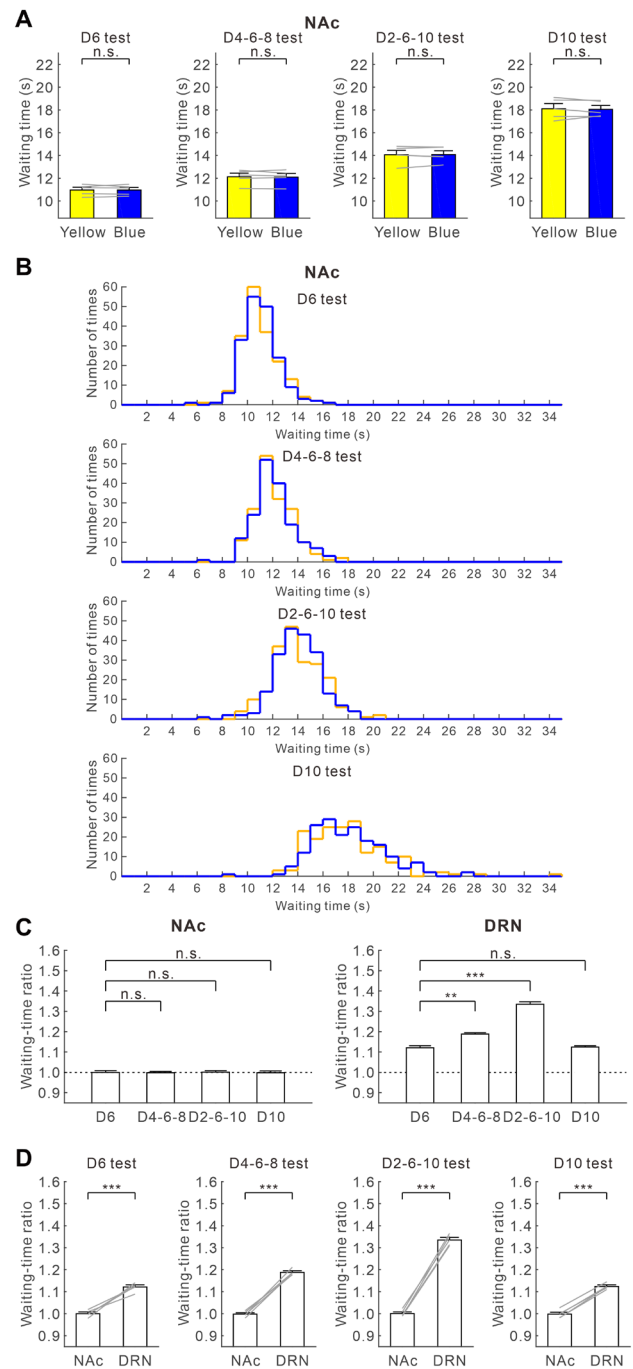 A
NAc
D6 test
D4-6-8 test
D2-6-10 test
D10 test
n.s.
n.s.
n.s.
n.s.
Waiting time (s)
22
20
18
16
14
12
10
Yellow Blue
Waiting time (s)
22
20
18
16
14
12
10
Yellow Blue
Waiting time (s)
22
20
18
16
14
12
10
Yellow Blue
Waiting time (s)
22
20
18
16
14
12
10
Yellow Blue
B
NAc
D6 test
Number of times
60
50
40
30
20
10
0
2 4 6 8 10 12 14 16 18 20 22 24 26 28 30 32 34
Waiting time (s)
D4-6-8 test
Number of times
60
50
40
30
20
10
0
2 4 6 8 10 12 14 16 18 20 22 24 26 28 30 32 34
Waiting time (s)
D2-6-10 test
Number of times
60
50
40
30
20
10
0
2 4 6 8 10 12 14 16 18 20 22 24 26 28 30 32 34
Waiting time (s)
D10 test
Number of times
60
50
40
30
20
10
0
2 4 6 8 10 12 14 16 18 20 22 24 26 28 30 32 34
Waiting time (s)
C
NAc
Waiting-time ratio
1.6
1.5
1.4
1.3
1.2
1.1
1.0
0.9
n.s.
n.s.
n.s.
D6 D4-6-8 D2-6-10 D10
DRN
Waiting-time ratio
1.6
1.5
1.4
1.3
1.2
1.1
1.0
0.9
n.s.
***
**
D6 D4-6-8 D2-6-10 D10
D
D6 test
Waiting-time ratio
1.6
1.5
1.4
1.3
1.2
1.1
1.0
0.9
***
NAc DRN
D4-6-8 test
Waiting-time ratio
1.6
1.5
1.4
1.3
1.2
1.1
1.0
0.9
***
NAc DRN
D2-6-10 test
Waiting-time ratio
1.6
1.5
1.4
1.3
1.2
1.1
1.0
0.9
***
NAc DRN
D10 test
Waiting-time ratio
1.6
1.5
1.4
1.3
1.2
1.1
1.0
0.9
***
NAc DRN